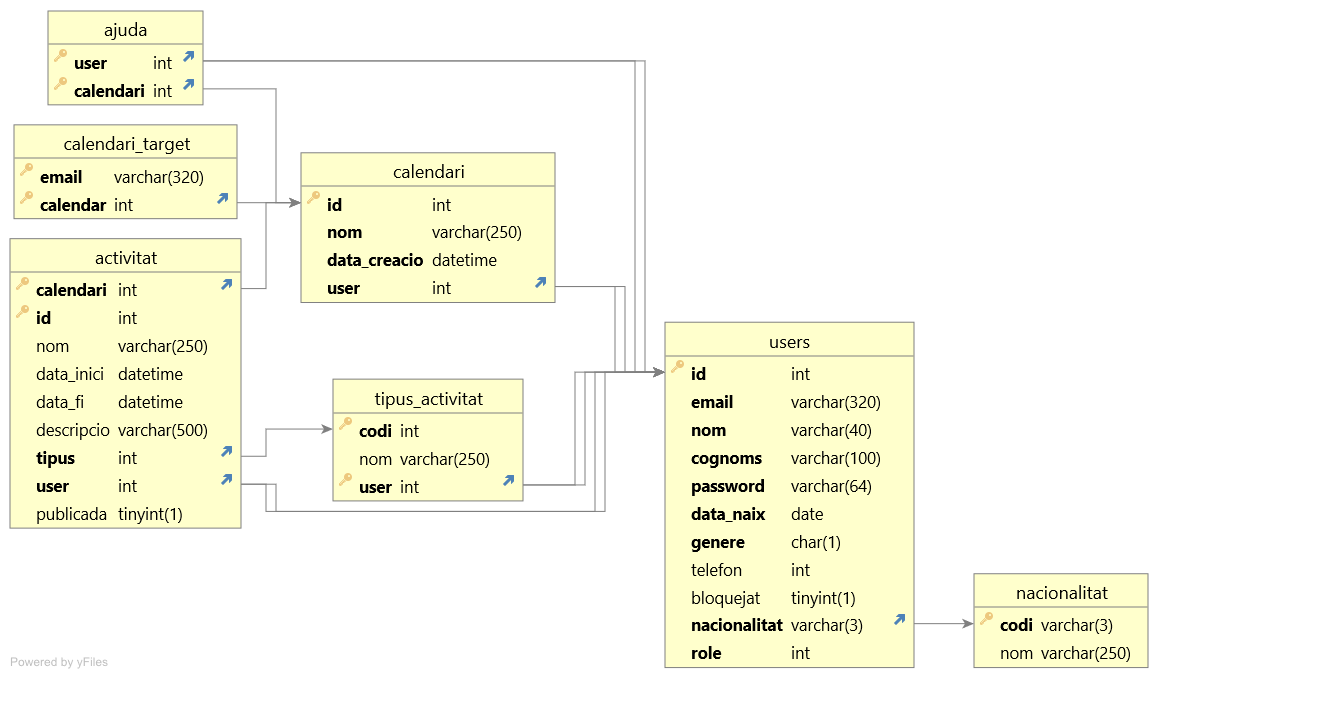 ajuda
user int
calendari int
calendari_target
email varchar(320)
calendar int
activitat
calendari int
id int
nom varchar(250)
data_inici datetime
data_fi datetime
descripcio varchar(500)
tipus int
user int
publicada tinyint(1)
calendari
id int
nom varchar(250)
data_creacio datetime
user int
tipus_activitat
codi int
nom varchar(250)
user int
users
id int
email varchar(320)
nom varchar(40)
cognoms varchar(100)
password varchar(64)
data_naix date
genere char(1)
telefon int
bloquejat tinyint(1)
nacionalitat varchar(3)
role int
nacionalitat
codi varchar(3)
nom varchar(250)
Powered by yFiles